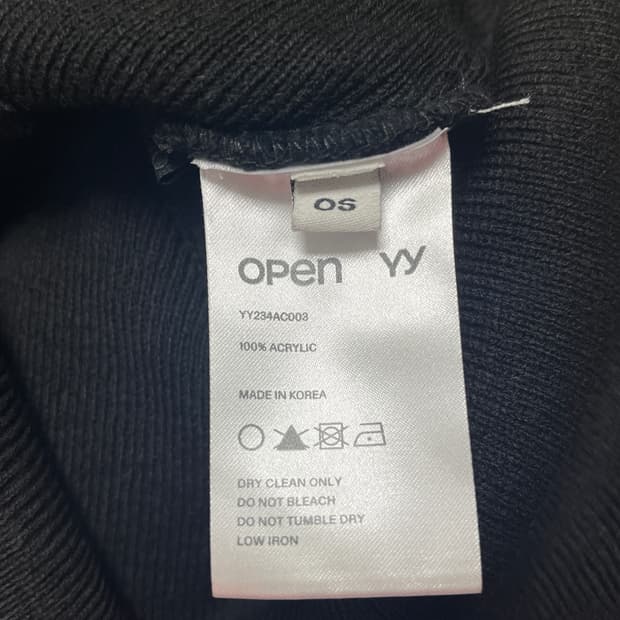 OS
open YY
YY234AC003
100% ACRYLIC
MADE IN KOREA
DRY CLEAN ONLY
DO NOT BLEACH
DO NOT TUMBLE DRY
LOW IRON